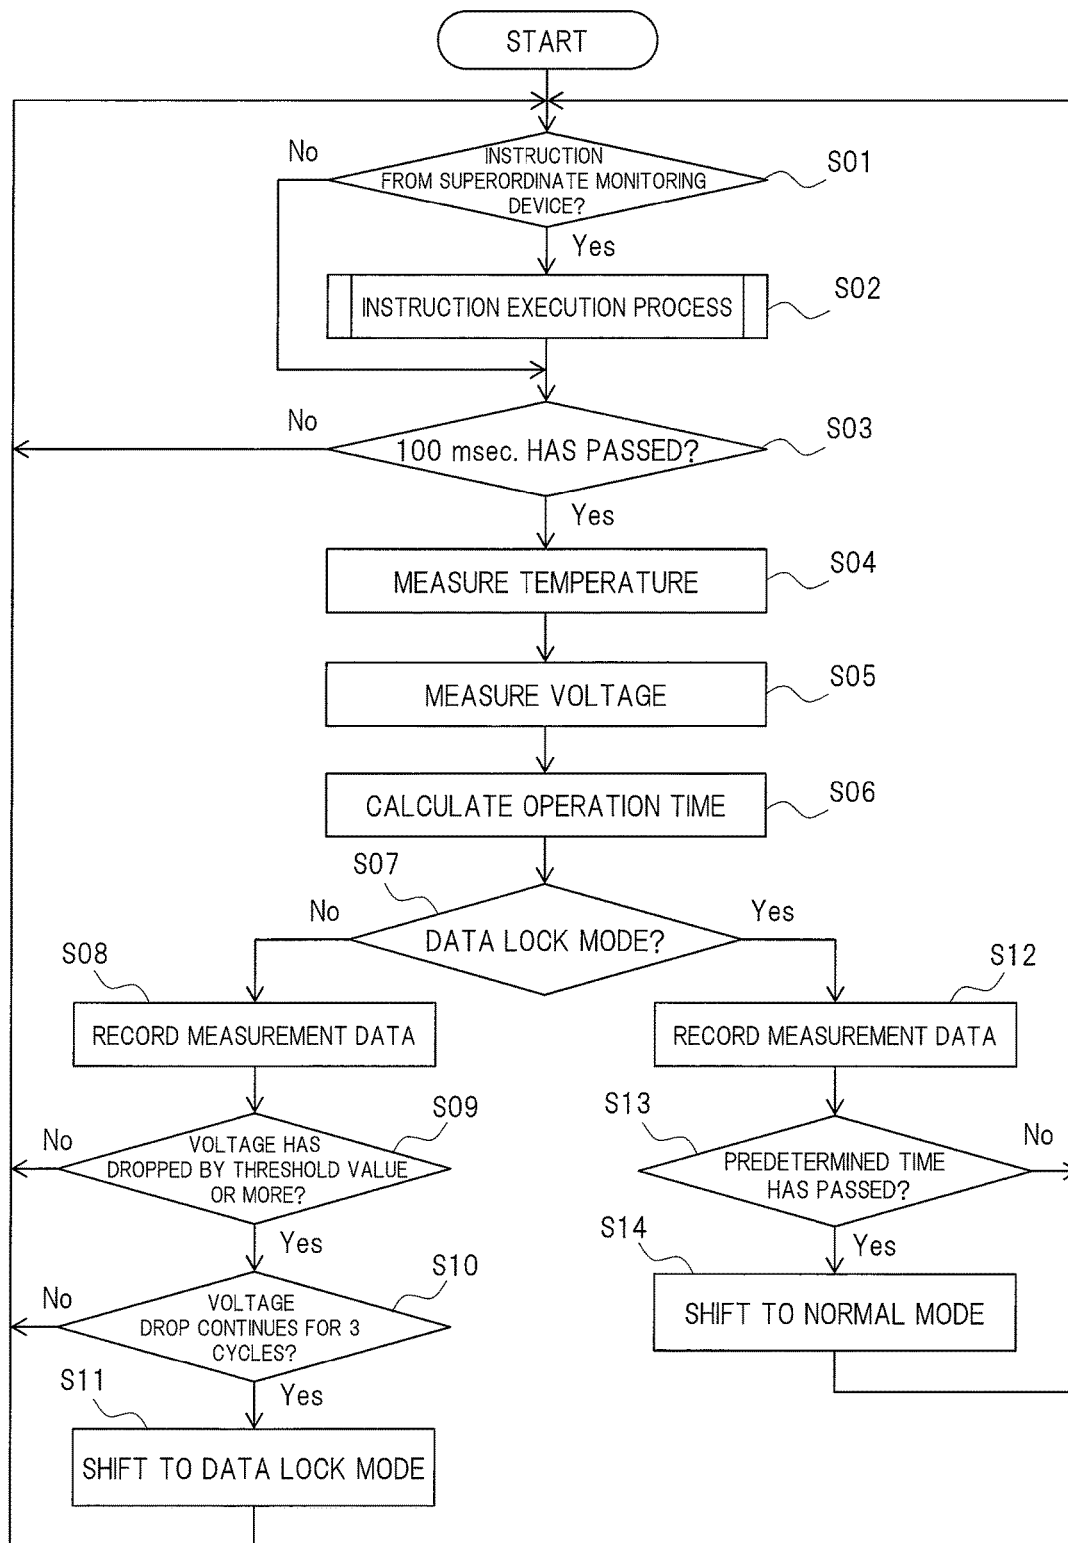 START
No
INSTRUCTION
FROM SUPERORDINATE MONITORING
DEVICE?
S01
Yes
INSTRUCTION EXECUTION PROCESS
S02
No
100 msec. HAS PASSED?
S03
Yes
MEASURE TEMPERATURE
S04
MEASURE VOLTAGE
S05
CALCULATE OPERATION TIME
S06
S07
No
DATA LOCK MODE?
Yes
S08
RECORD MEASUREMENT DATA
S12
RECORD MEASUREMENT DATA
S09
No
VOLTAGE HAS
DROPPED BY THRESHOLD VALUE
OR MORE?
Yes
S13
PREDETERMINED TIME
HAS PASSED?
No
Yes
S10
No
VOLTAGE
DROP CONTINUES FOR 3
CYCLES?
Yes
S14
SHIFT TO NORMAL MODE
S11
SHIFT TO DATA LOCK MODE